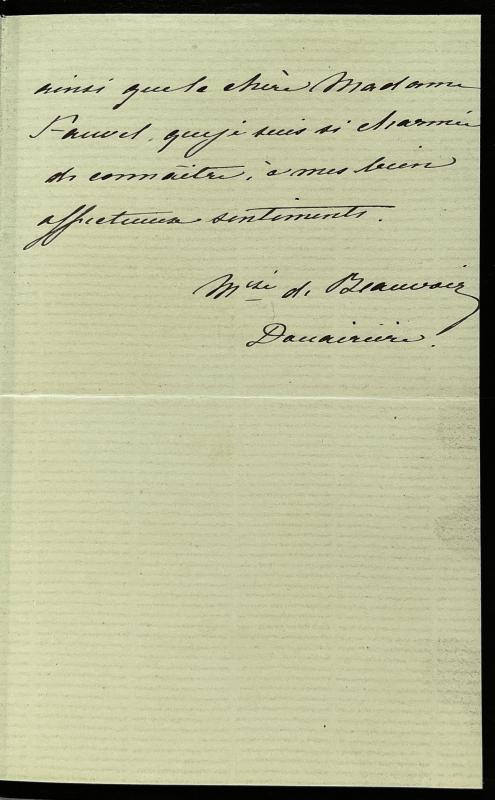 ainsi que la chère Madame
Fauvel, que je suis si charmée
de connaître, à mes bien
affectueux sentiments.
Mise de Beauvoir
Douairière.